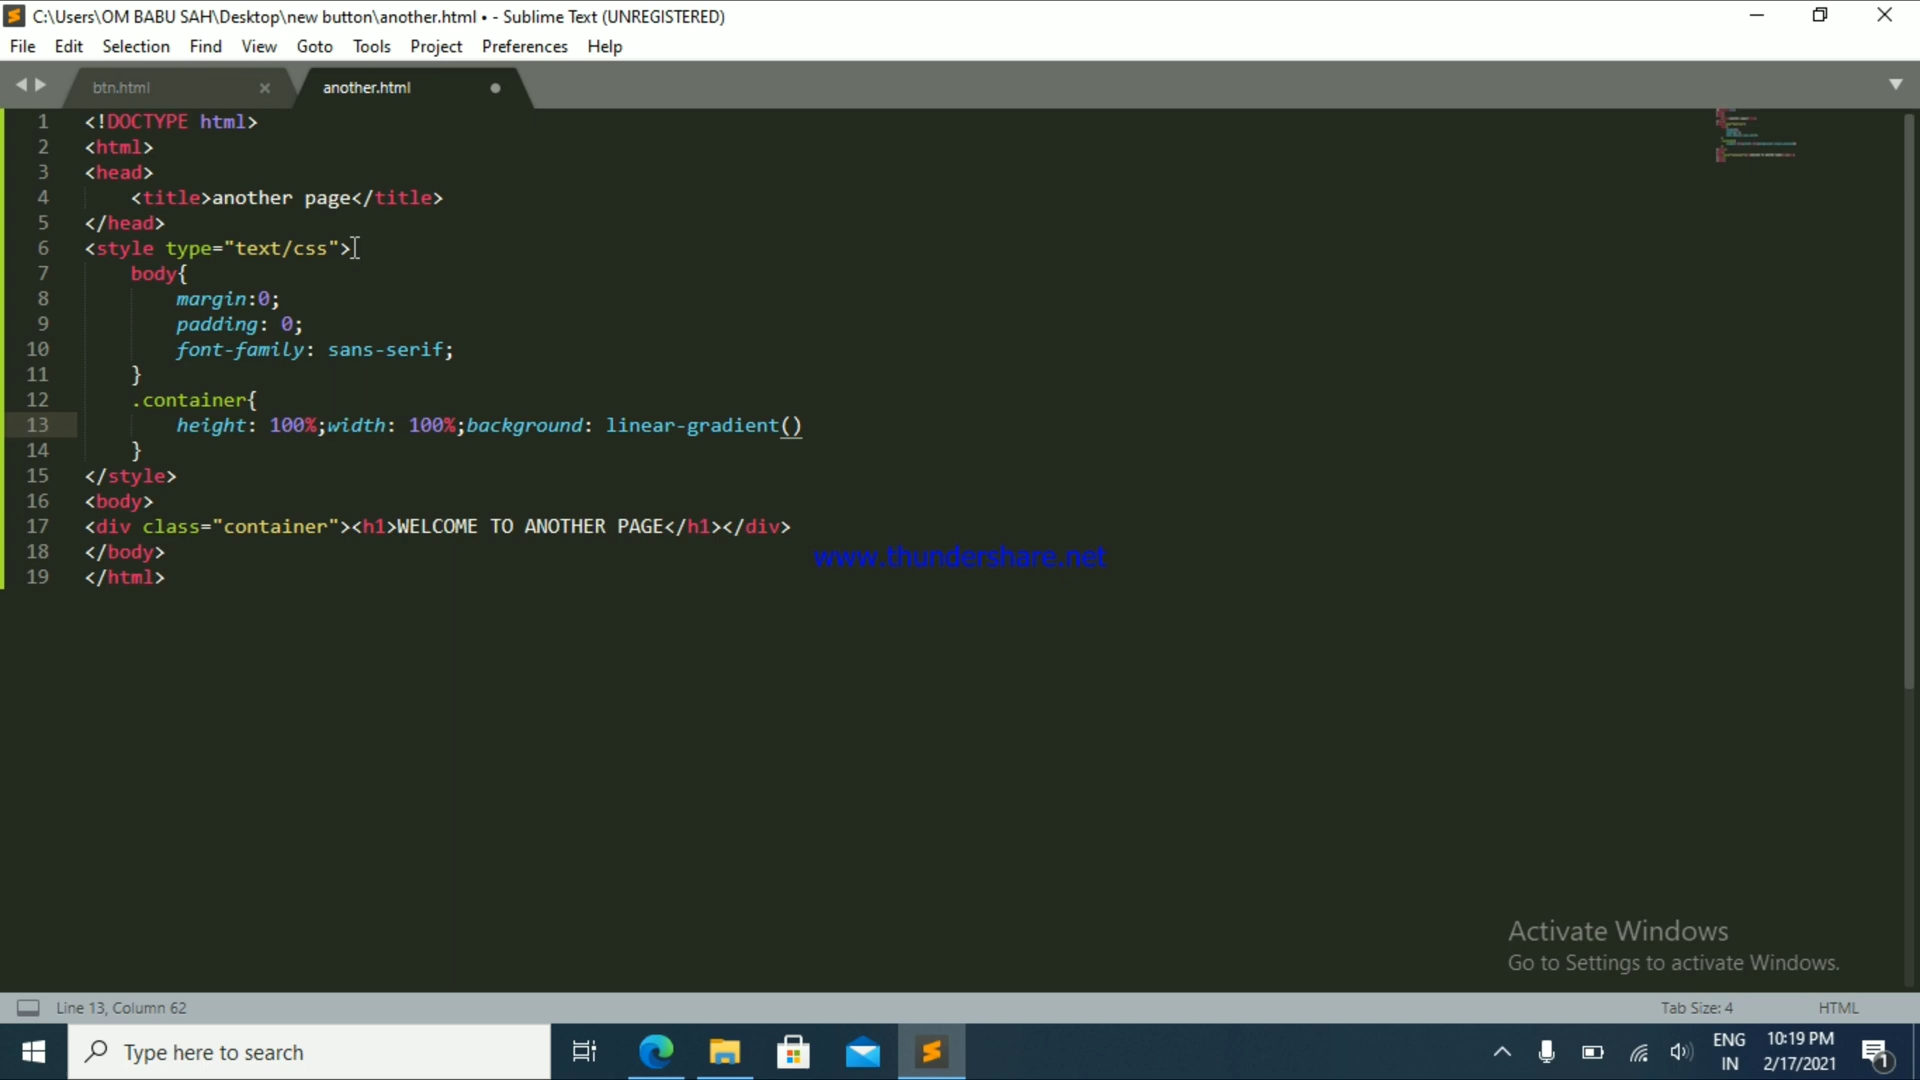 C:\Users\OM BABU SAH\Desktop\new button\another.html • - Sublime Text (UNREGISTERED)
File Edit Selection Find View Goto Tools Project Preferences Help
btn.html another.html
1 <!DOCTYPE html>
2 <html>
3 <head>
4 <title>another page</title>
5 </head>
6 <style type="text/css">
7 body{
8 margin:0;
9 padding: 0;
10 font-family: sans-serif;
11 }
12 .container{
13 height: 100%;width: 100%;background: linear-gradient()
14 }
15 </style>
16 <body>
17 <div class="container"><h1>WELCOME TO ANOTHER PAGE</h1></div>
18 </body>
www.thundershare.net
19 </html>
Activate Windows
Go to Settings to activate Windows.
Line 13, Column 62 Tab Size: 4 HTML
Type here to search
ENG 10:19 PM
IN 2/17/2021 1